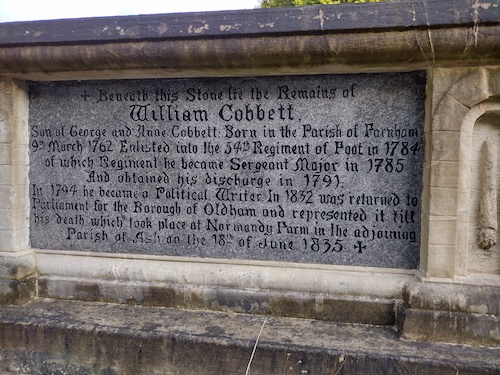 + Beneath this Stone lie the Remains of
William Cobbett,
Son of George and Anne Cobbett. Born in the Parish of Farnham
9th March 1762. Enlisted into the 54th Regiment of Foot in 1784
of which Regiment he became Sergeant Major in 1785
And obtained his discharge in 1791.
In 1794 he became a Political Writer. In 1832 was returned to
Parliament for the Borough of Oldham and represented it till
his death which took place at Normandy Farm in the adjoining
Parish of Ash on the 18th of June 1835 +